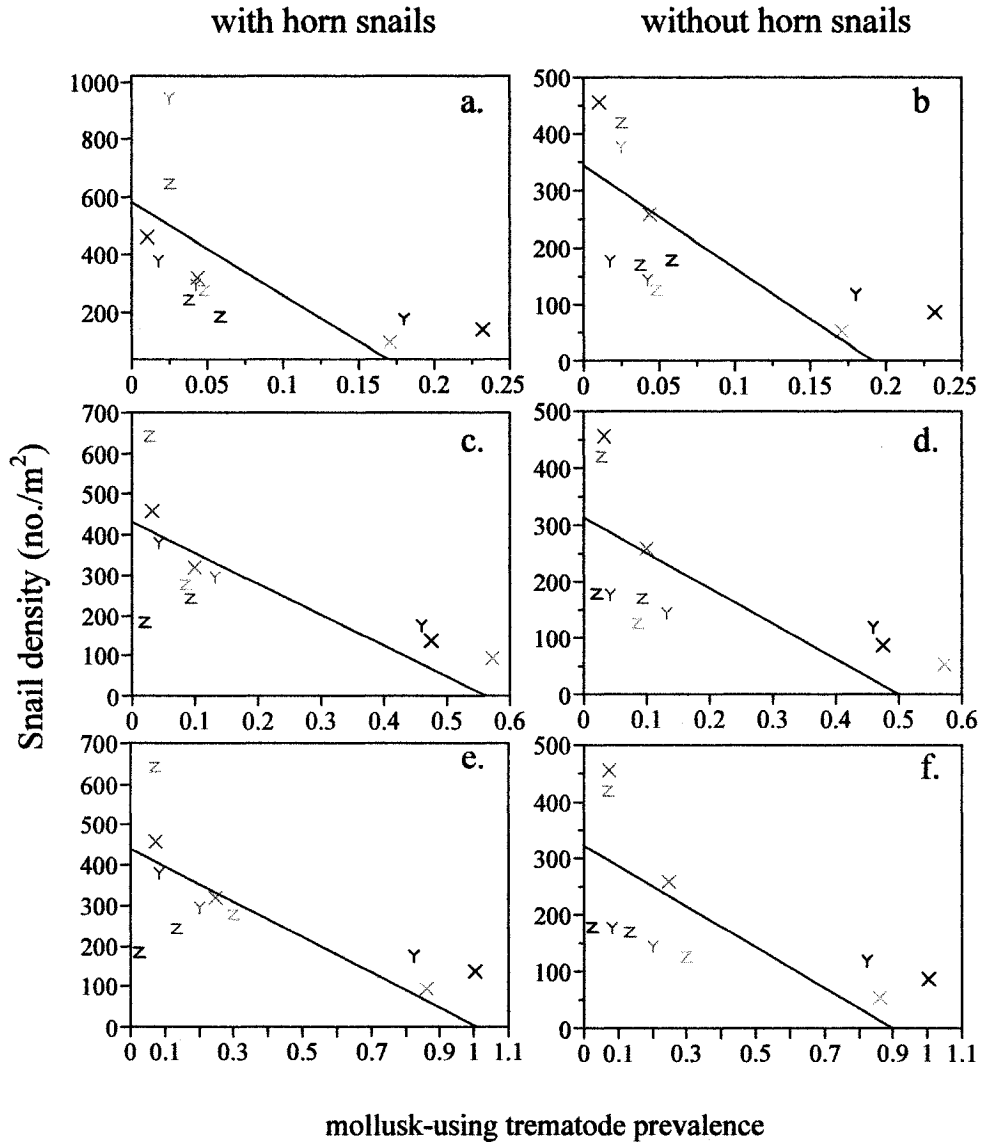 with horn snails without horn snails
Snail density (no./m²)
a.
1000
800
600
400
200
0 0.05 0.1 0.15 0.2 0.25
Y
Z
X
Y
X
Y
Z
Z
Z
Y
X
X
b
500
400
300
200
100
0
0 0.05 0.1 0.15 0.2 0.25
X
Z
Y
X
Y
Z
Z
Y
Z
Y
X
X
c.
700
600
500
400
300
200
100
0
0 0.1 0.2 0.3 0.4 0.5 0.6
Z
X
Y
X
Y
Z
Z
Z
Y
X
X
d.
500
400
300
200
100
0
0 0.1 0.2 0.3 0.4 0.5 0.6
X
Z
X
Z
Y
Z
Y
Z
Y
X
X
e.
700
600
500
400
300
200
100
0
0 0.1 0.3 0.5 0.7 0.9 1 1.1
Z
X
Y
X
Y
Z
Z
Z
Y
X
X
f.
500
400
300
200
100
0
0 0.1 0.3 0.5 0.7 0.9 1 1.1
X
Z
X
Z
Y
Z
Y
Z
Y
X
X
mollusk-using trematode prevalence